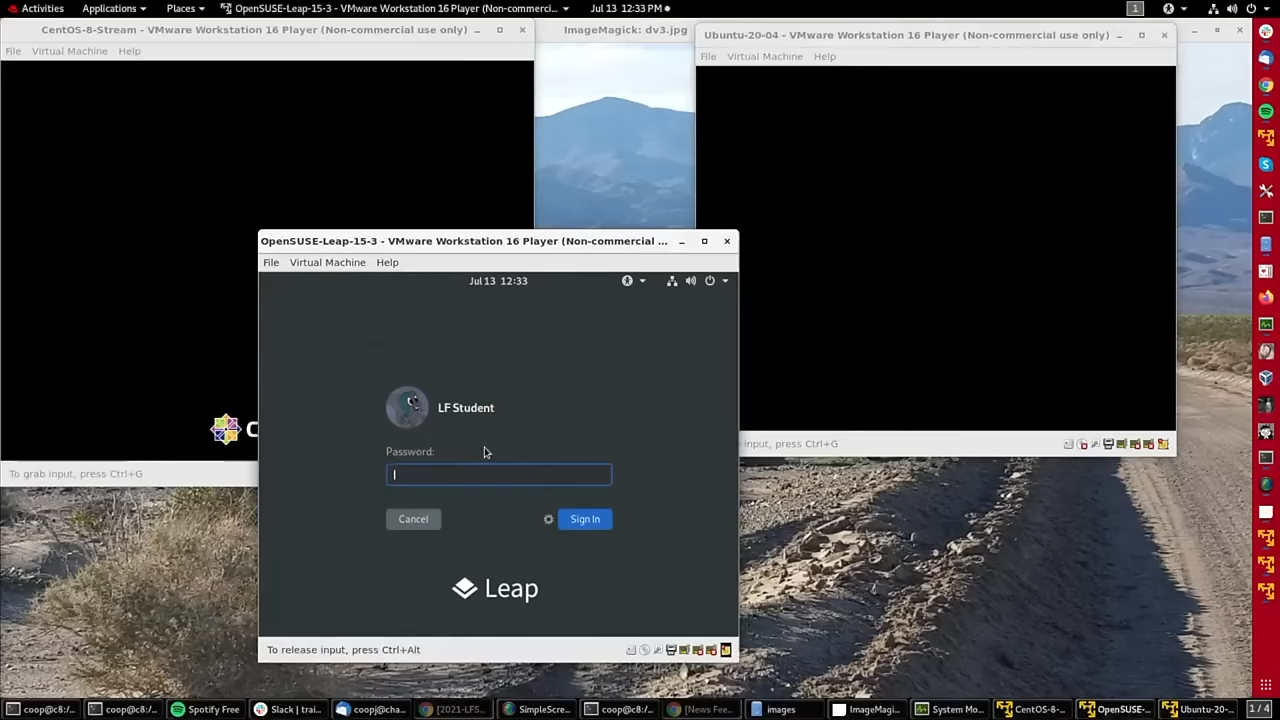 Activities Applications Places OpenSUSE-Leap-15-3 - VMware Workstation 16 Player (Non-commerci... Jul 13 12:33 PM 1
CentOS-8-Stream - VMware Workstation 16 Player (Non-commercial use only)
ImageMagick: dv3.jpg
Ubuntu-20-04 - VMware Workstation 16 Player (Non-commercial use only)
File Virtual Machine Help
File Virtual Machine Help
OpenSUSE-Leap-15-3 - VMware Workstation 16 Player (Non-commercial ...
File Virtual Machine Help
Jul 13 12:33
LF Student
Password:
Cancel Sign In
C
Leap
To grab input, press Ctrl+G
input, press Ctrl+G
To release input, press Ctrl+Alt
coop@c8:/ coop@c8:/ Spotify Free Slack | trai... coopj@cha... [2021-LFS... SimpleScre... coop@c8:/ [News Fee... images [ImageMagi... System Mo... CentOS-8-... OpenSUSE-... Ubuntu-20-... 1 / 4